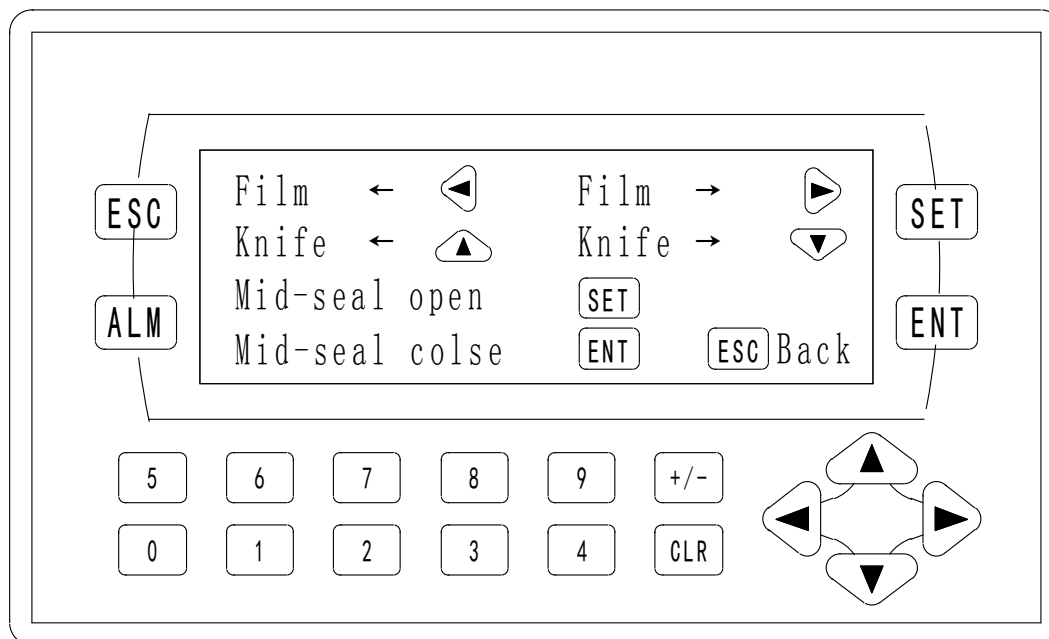 Film ← ◀ Film → ▶
ESC SET
Knife ← ▲ Knife → ▼
Mid-seal open SET
ALM ENT
Mid-seal colse ENT ESC Back
5 6 7 8 9 +/-
0 1 2 3 4 CLR